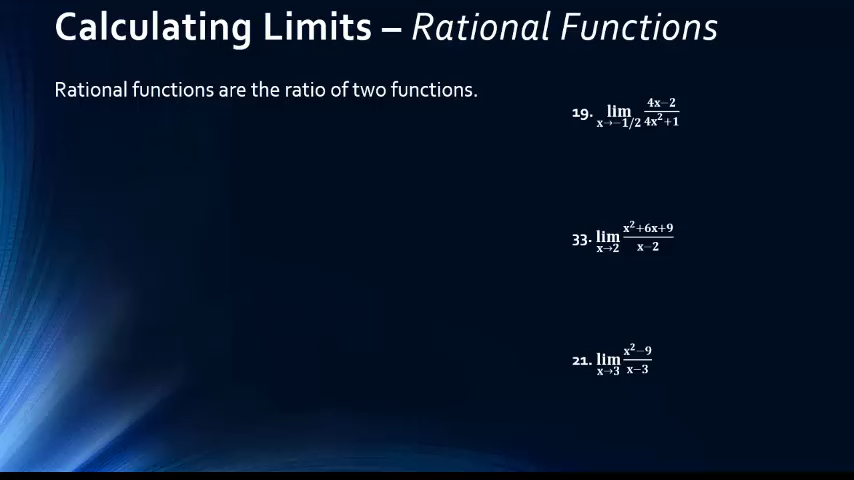 Calculating Limits – Rational Functions
Rational functions are the ratio of two functions.
19. lim x→−1/2 4x−2 / 4x²+1
33. lim x→2 x²+6x+9 / x−2
21. lim x→3 x²−9 / x−3